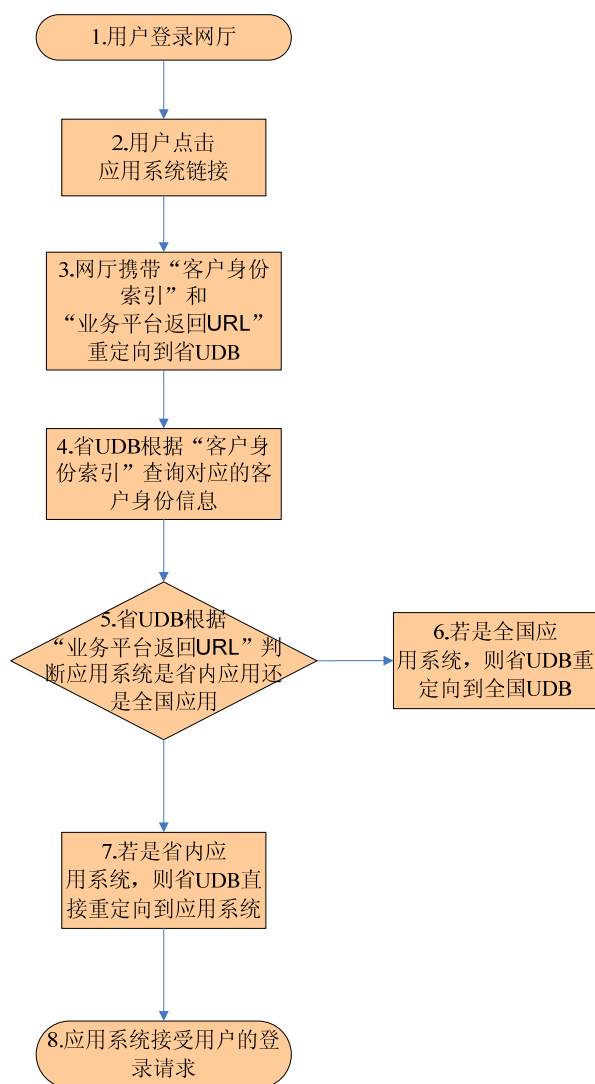 1.用户登录网厅
2.用户点击
应用系统链接
3.网厅携带“客户身份
索引”和
“业务平台返回URL”
重定向到省UDB
4.省UDB根据“客户身
份索引”查询对应的客
户身份信息
5.省UDB根据
“业务平台返回URL”判
断应用系统是省内应用还
是全国应用
6.若是全国应
用系统，则省UDB重
定向到全国UDB
7.若是省内应
用系统，则省UDB直
接重定向到应用系统
8.应用系统接受用户的登
录请求